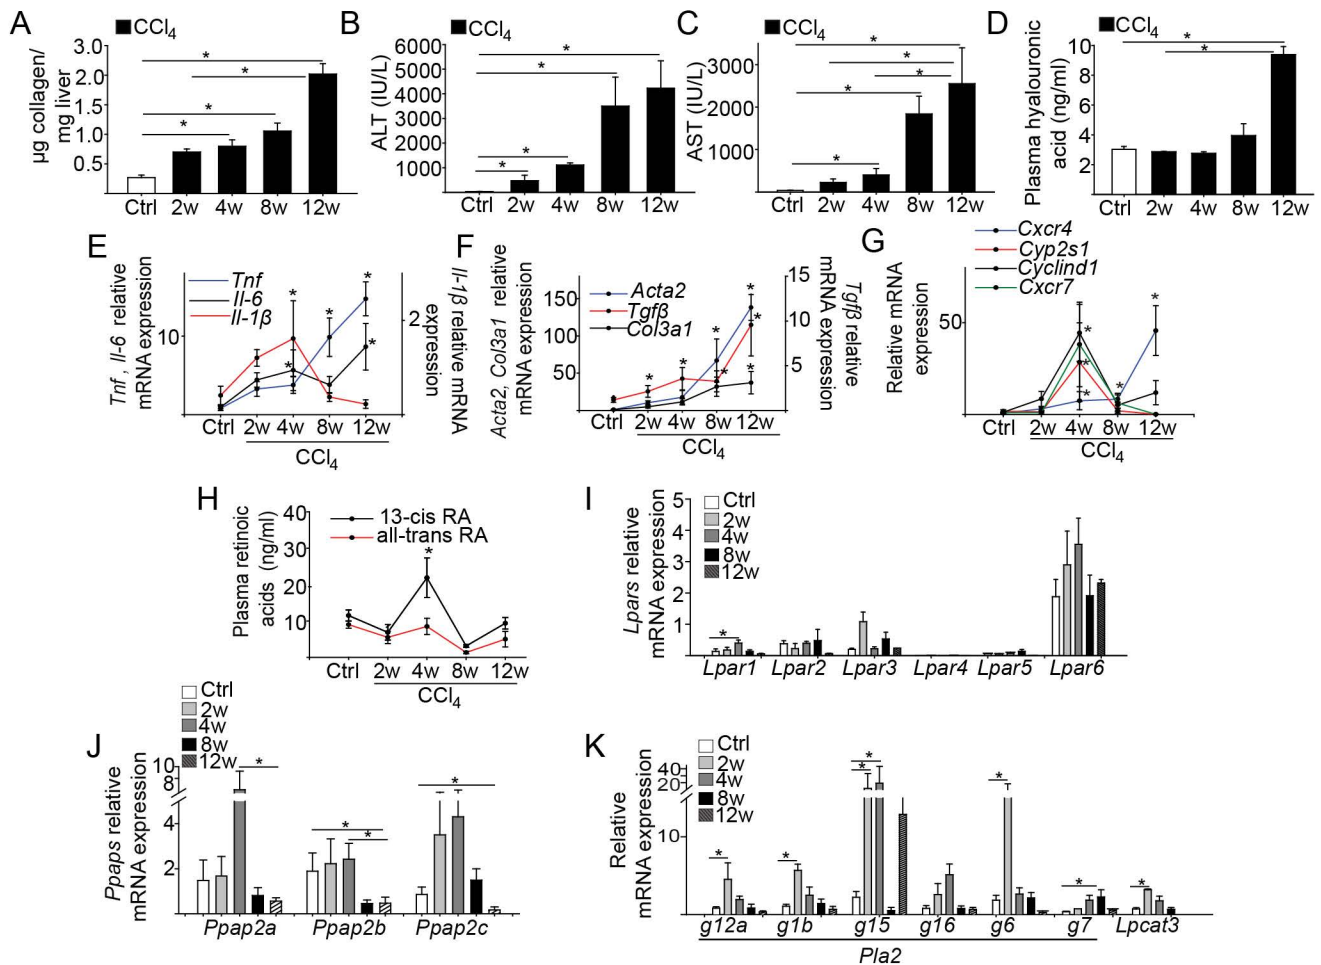 A
CCl4
µg collagen/
mg liver
3.0
2.0
1.0
0.5
*
*
*
*
Ctrl 2w 4w 8w 12w
B
CCl4
ALT (IU/L)
6000
5000
4000
3000
2000
1000
*
*
*
*
Ctrl 2w 4w 8w 12w
C
CCl4
AST (IU/L)
3000
2000
1000
*
*
*
*
*
Ctrl 2w 4w 8w 12w
D
CCl4
Plasma hyalouronic
acid (ng/ml)
10
8
6
4
2
*
*
Ctrl 2w 4w 8w 12w
E
Tnf , Il-6 relative
mRNA expression
10
Tnf
Il-6
Il-1β
*
*
*
*
*
2
Il-1β relative mRNA
expression
Ctrl 2w 4w 8w 12w
CCl4
F
Acta2, Col3a1 relative
mRNA expression
150
100
50
Acta2
Tgfβ
Col3a1
*
*
*
*
*
*
*
15
10
5
Tgfβ relative
mRNA expression
Ctrl 2w 4w 8w 12w
CCl4
G
Cxcr4
Cyp2s1
Cyclind1
Cxcr7
Relative mRNA
expression
50
*
*
*
*
*
Ctrl 2w 4w 8w 12w
CCl4
H
Plasma retinoic
acids (ng/ml)
40
30
20
10
13-cis RA
all-trans RA
*
Ctrl 2w 4w 8w 12w
CCl4
I
Lpars relative
mRNA expression
5
4
3
2
1
Ctrl
2w
4w
8w
12w
*
Lpar1 Lpar2 Lpar3 Lpar4 Lpar5 Lpar6
J
Ctrl
2w
4w
8w
12w
Ppaps relative
mRNA expression
10
8
4
2
*
*
*
*
Ppap2a Ppap2b Ppap2c
K
Ctrl
2w
4w
8w
12w
Relative
mRNA expression
40
20
10
*
*
*
*
*
*
*
g12a g1b g15 g16 g6 g7 Lpcat3
Pla2